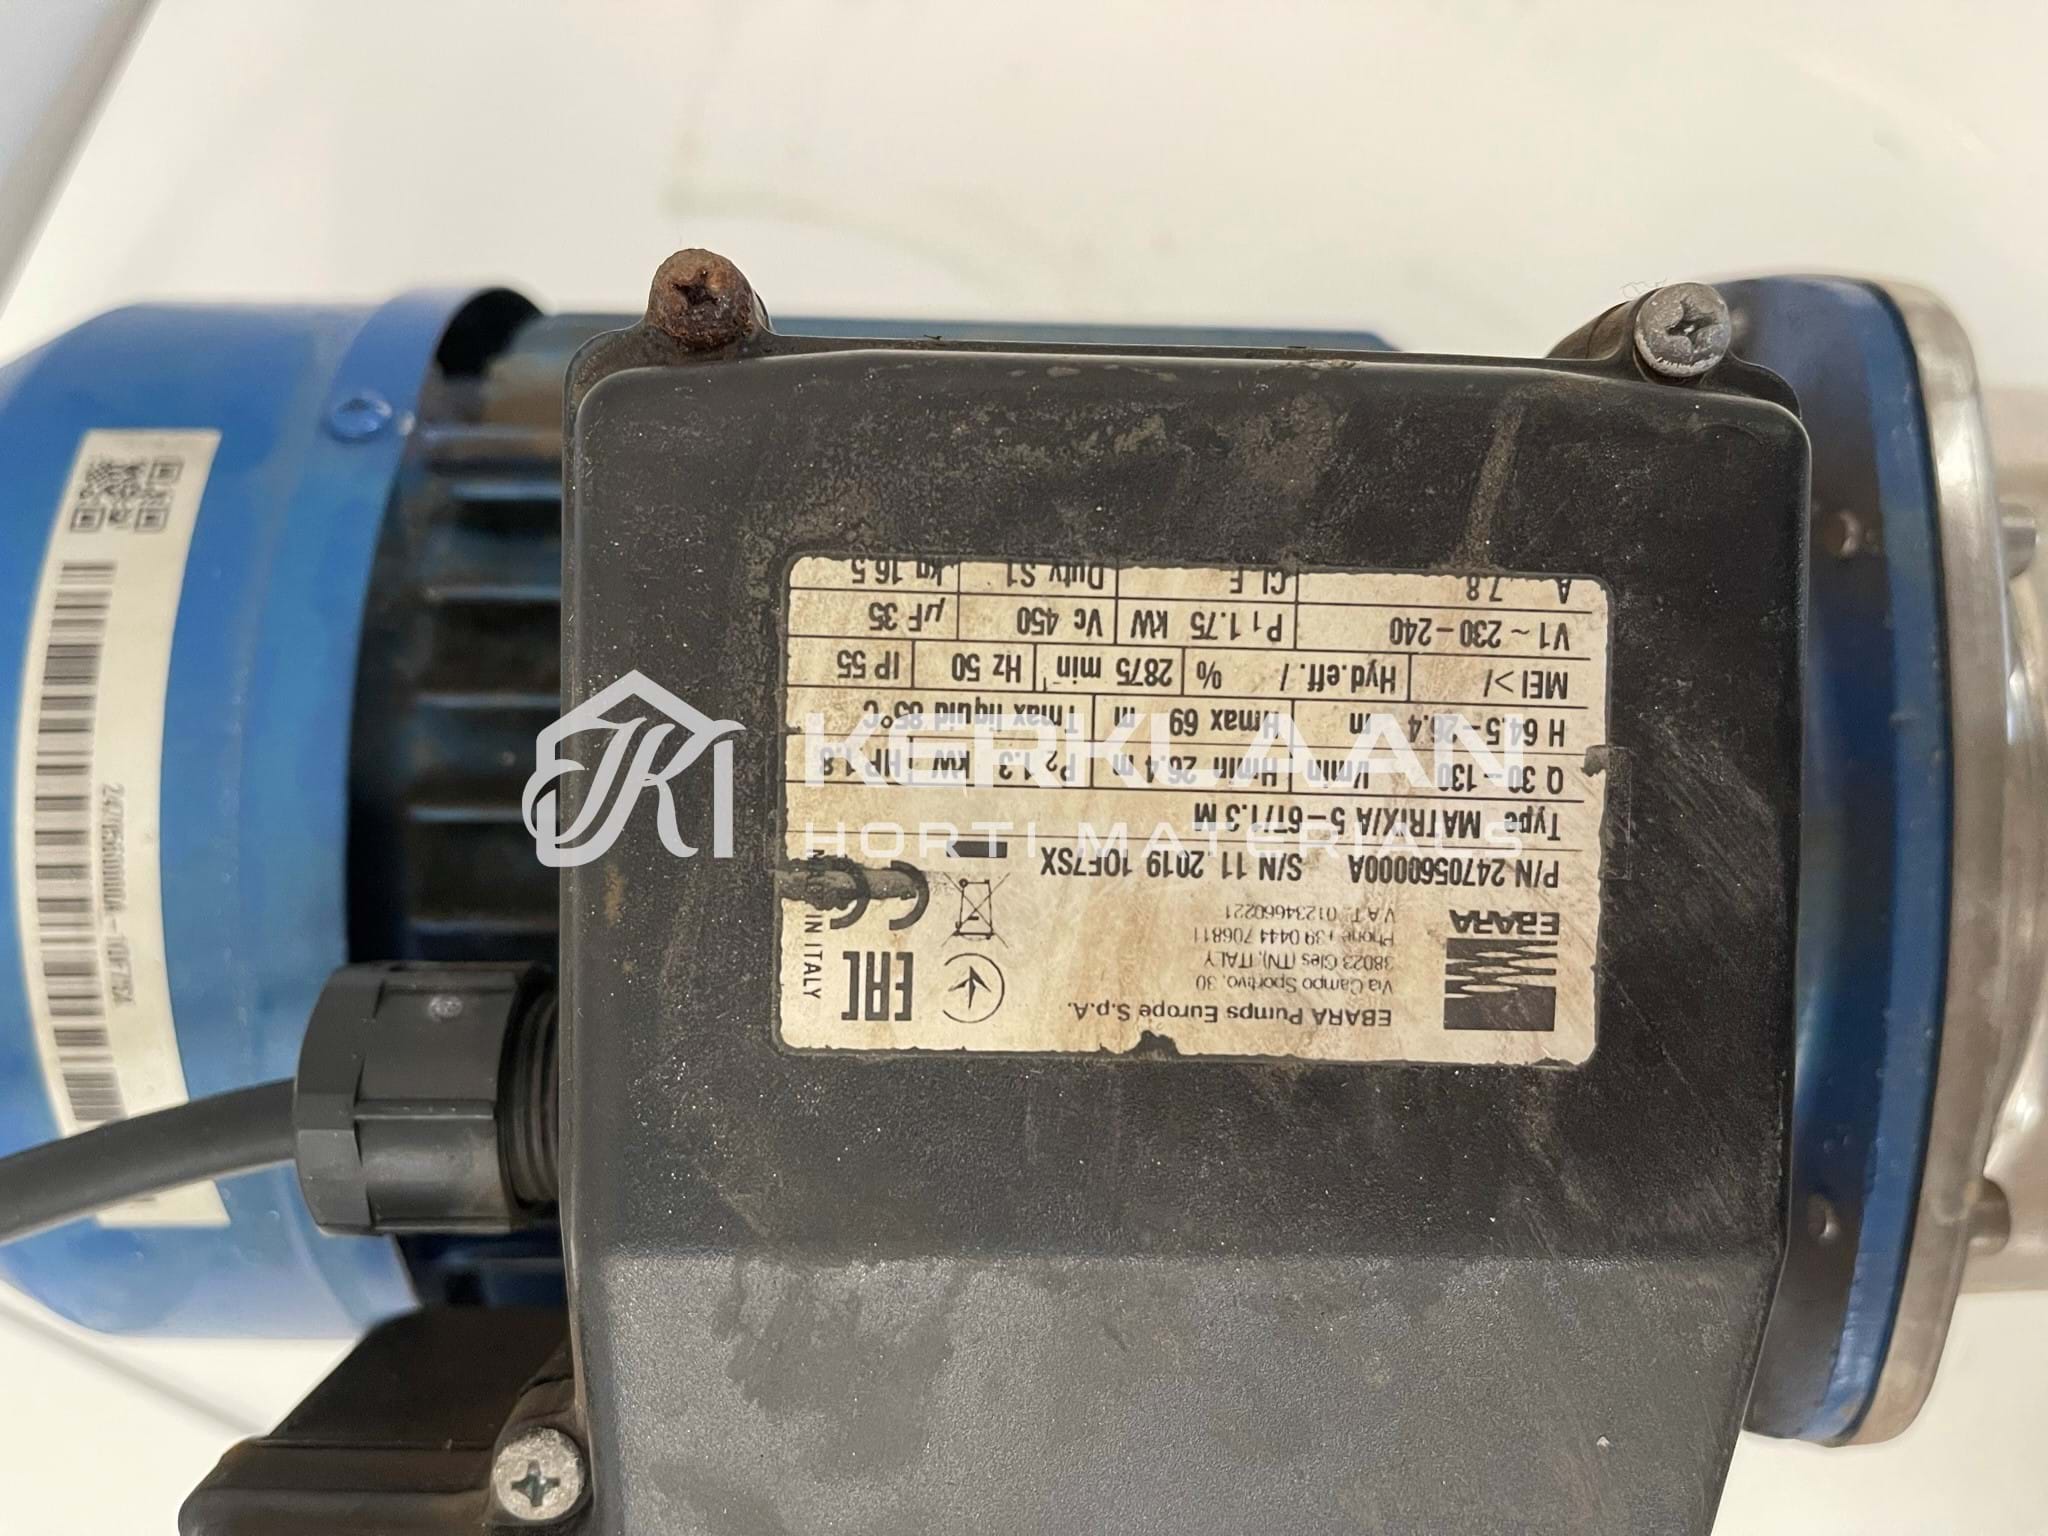 EBARA Pumps Europe S.p.A.
Via Campo Sportivo, 30
38023 Cles (TN), ITALY
Phone +39 0444 706811
V.A.T.: 01234660221
EBARA
EAC
CE
IN ITALY
P/N 2470560000A S/N 11.2019 10F7SX
Type MATRIX/A 5-6T/1.3 M
Q 30-130 l/min Hmin 26.4 m P2 1.3 kW HP 1.8
H 64.5-26.4 m Hmax 69 m Tmax liquid 85°C
MEI >/ Hyd.eff. / % 2875 min⁻¹ Hz 50 IP 55
V1~ 230-240 P1 1.75 kW Vc 450 µF 35
A 7.8 Cl F Duty S1 kg 16.5
KERKLAAN
HORTI MATERIALS